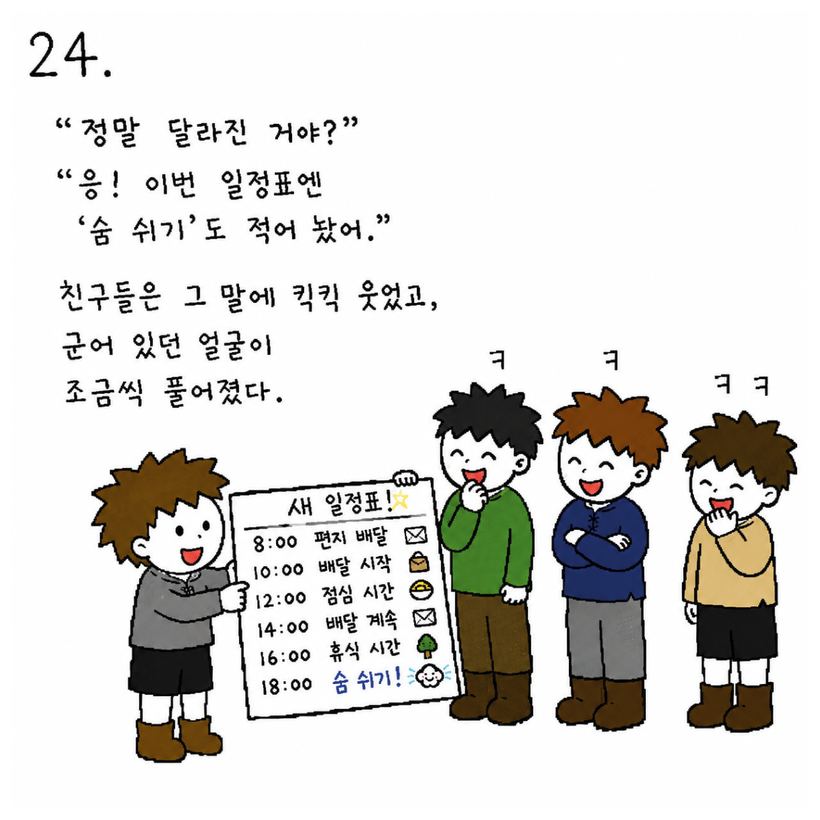 24.
“정말 달라진 거야?”
“응! 이번 일정표엔
‘숨 쉬기’도 적어 놨어.”
친구들은 그 말에 킥킥 웃었고,
굳어 있던 얼굴이
조금씩 풀어졌다.
ㅋ
ㅋ
ㅋ ㅋ
새 일정표!
8:00 편지 배달
10:00 배달 시작
12:00 점심 시간
14:00 배달 계속
16:00 휴식 시간
18:00 숨 쉬기!